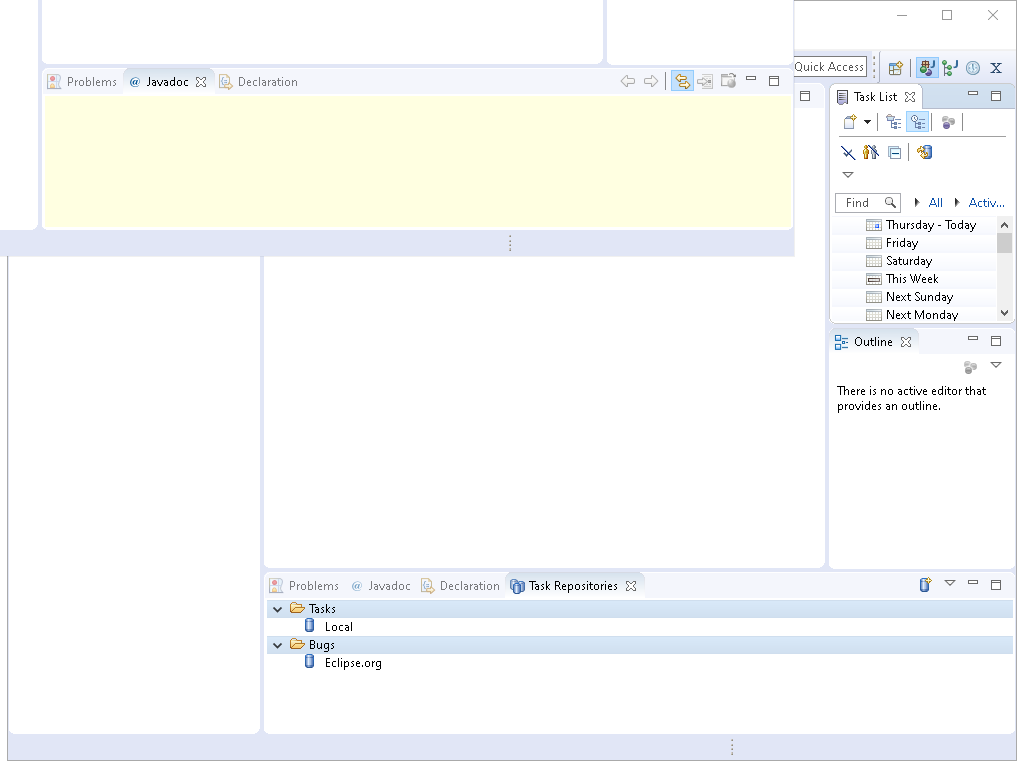 Problems @ Javadoc Declaration
Quick Access
Task List
Find All Activ...
Thursday - Today
Friday
Saturday
This Week
Next Sunday
Next Monday
Outline
There is no active editor that
provides an outline.
Problems @ Javadoc Declaration Task Repositories
Tasks
Local
Bugs
Eclipse.org